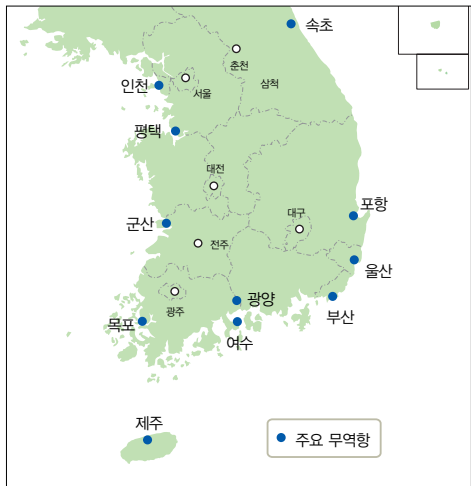 속초
춘천
인천
서울
삼척
평택
대전
포항
대구
군산
전주
울산
광양
광주
부산
목포
여수
제주
주요 무역항